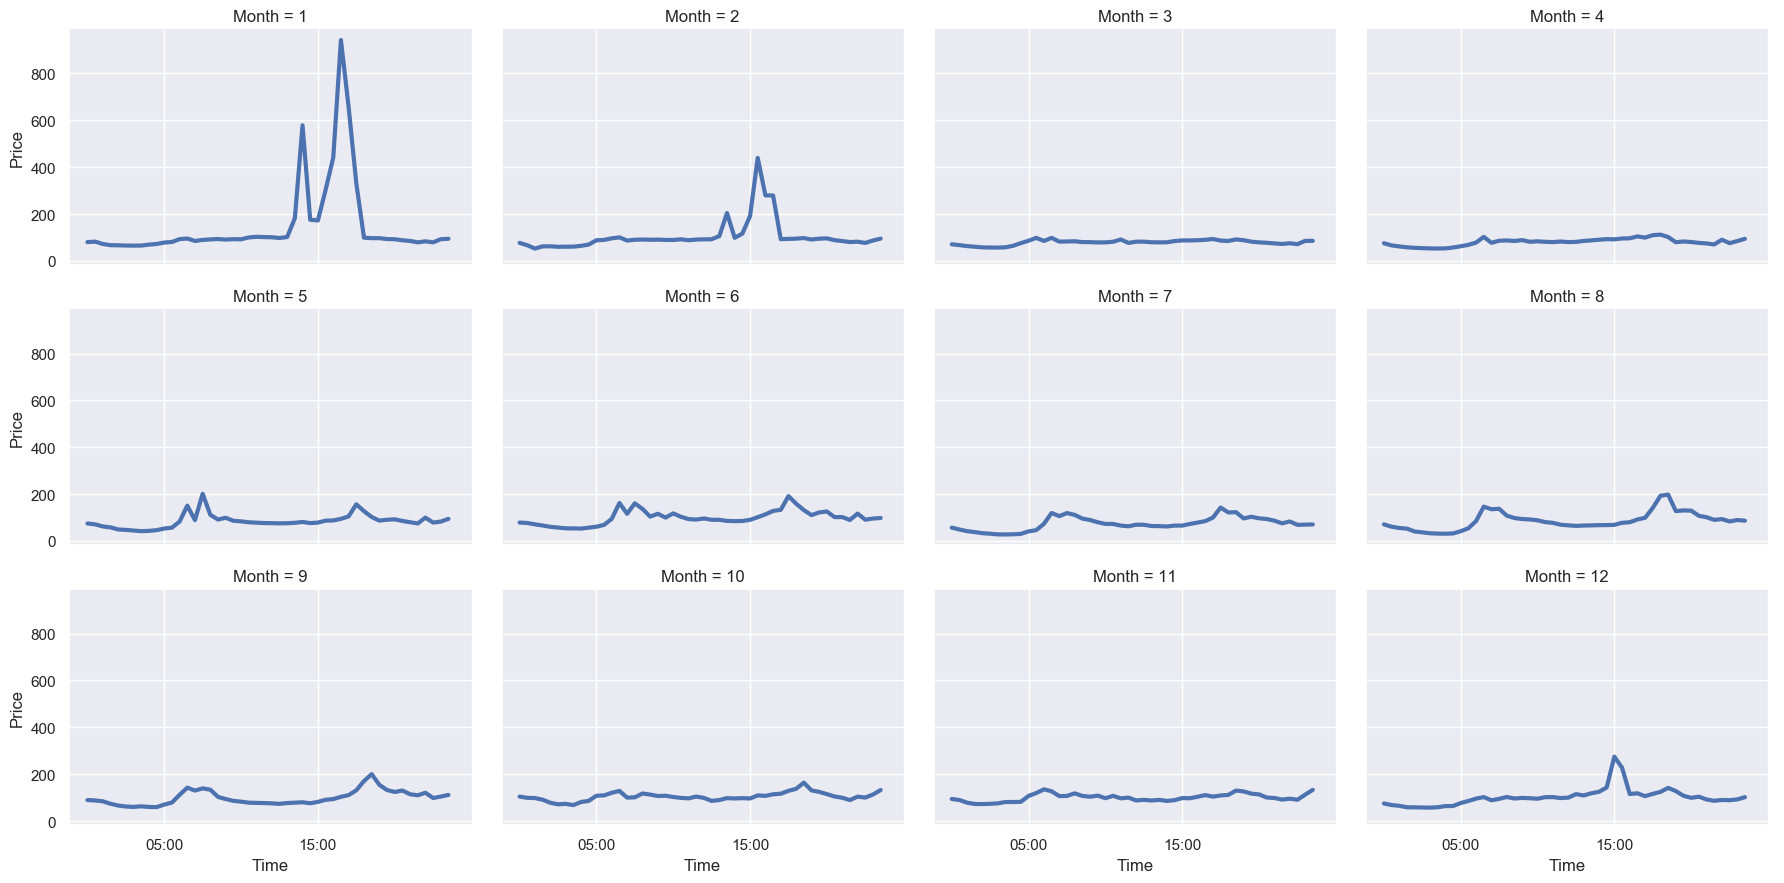 Month = 1
Month = 2
Month = 3
Month = 4
800
600
400
200
0
Price
Month = 5
Month = 6
Month = 7
Month = 8
800
600
400
200
0
Price
Month = 9
Month = 10
Month = 11
Month = 12
800
600
400
200
0
Price
05:00 15:00
05:00 15:00
05:00 15:00
05:00 15:00
Time
Time
Time
Time